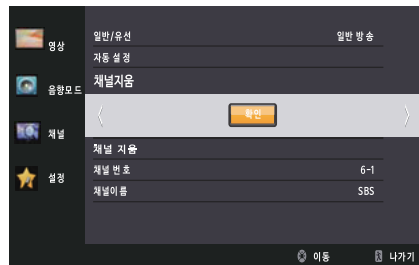 영상
음향모드
채널
설정
일반/유선 일반 방송
자동 설정
채널지움
확인
채널 지움
채널 번호 6-1
채널이름 SBS
이동 나가기